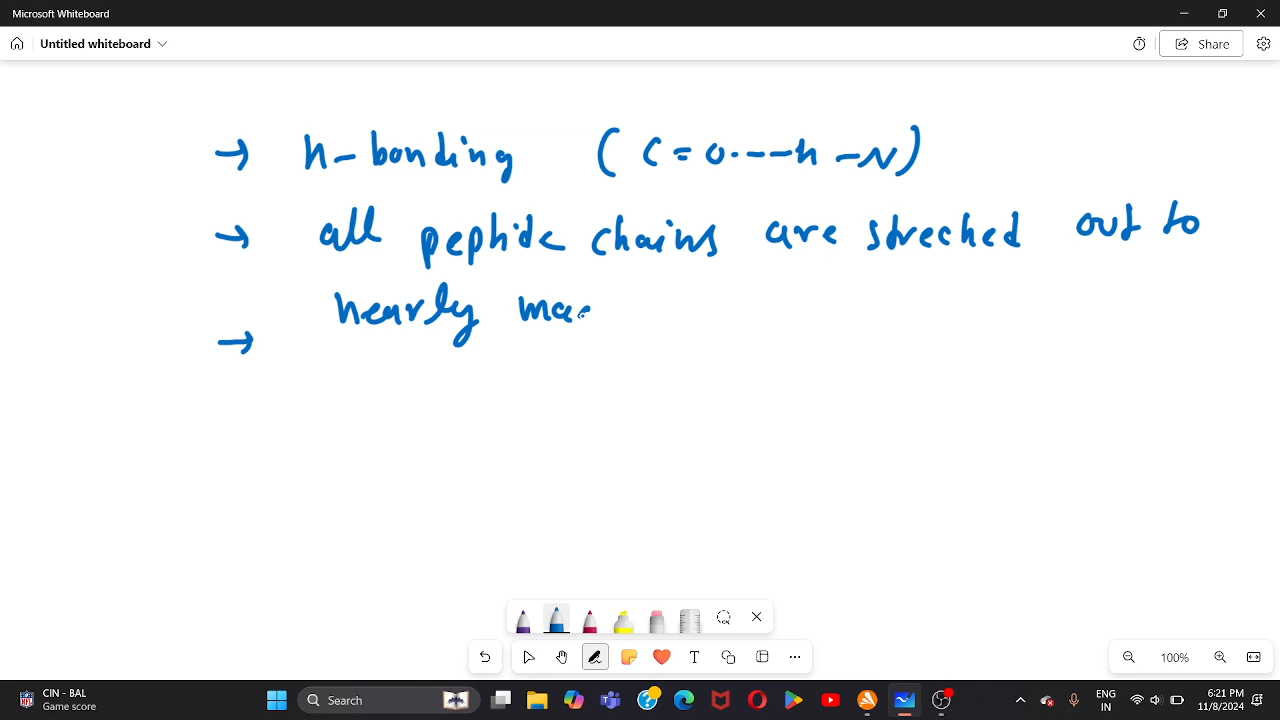 Microsoft Whiteboard
Untitled whiteboard
Share
→ h-bonding (C=O----h-N)
→ all peptide chains are streched out to
nearly max
→
100%
CIN - BAL
Game score
Search
ENG
IN
6:21 PM
11/8/2024